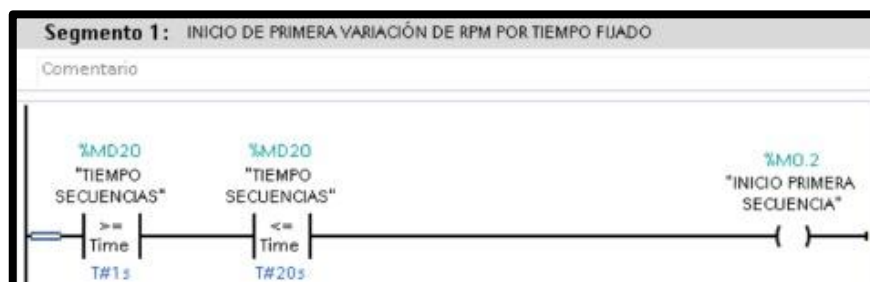 Segmento 1: INICIO DE PRIMERA VARIACIÓN DE RPM POR TIEMPO FIJADO
Comentario
%MD20
"TIEMPO
SECUENCIAS"
>=
Time
T#1s
%MD20
"TIEMPO
SECUENCIAS"
<=
Time
T#20s
%M0.2
"INICIO PRIMERA
SECUENCIA"